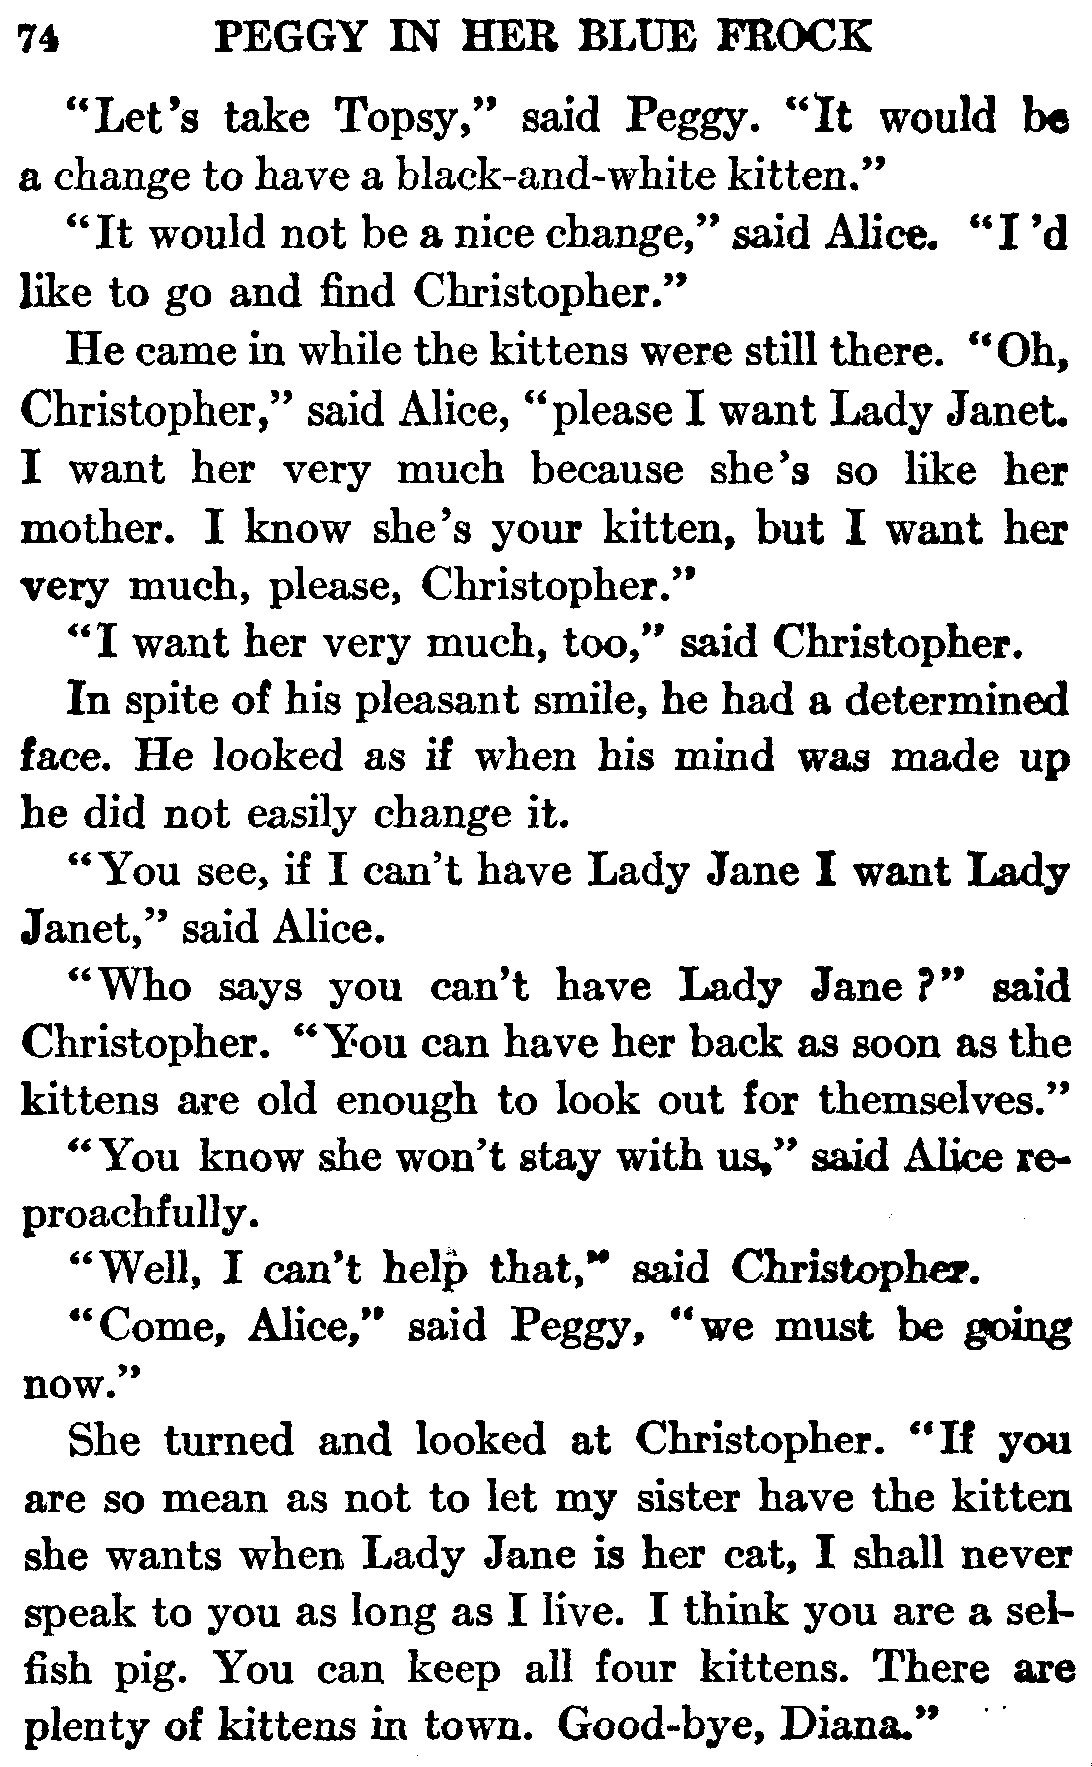 74 PEGGY IN HER BLUE FROCK
"Let's take Topsy," said Peggy. "It would be
a change to have a black-and-white kitten."
"It would not be a nice change," said Alice. "I 'd
like to go and find Christopher."
He came in while the kittens were still there. "Oh,
Christopher," said Alice, "please I want Lady Janet.
I want her very much because she's so like her
mother. I know she's your kitten, but I want her
very much, please, Christopher."
"I want her very much, too," said Christopher.
In spite of his pleasant smile, he had a determined
face. He looked as if when his mind was made up
he did not easily change it.
"You see, if I can't have Lady Jane I want Lady
Janet," said Alice.
"Who says you can't have Lady Jane?" said
Christopher. "You can have her back as soon as the
kittens are old enough to look out for themselves."
"You know she won't stay with us," said Alice re-
proachfully.
"Well, I can't help that," said Christopher.
"Come, Alice," said Peggy, "we must be going
now."
She turned and looked at Christopher. "If you
are so mean as not to let my sister have the kitten
she wants when Lady Jane is her cat, I shall never
speak to you as long as I live. I think you are a sel-
fish pig. You can keep all four kittens. There are
plenty of kittens in town. Good-bye, Diana."